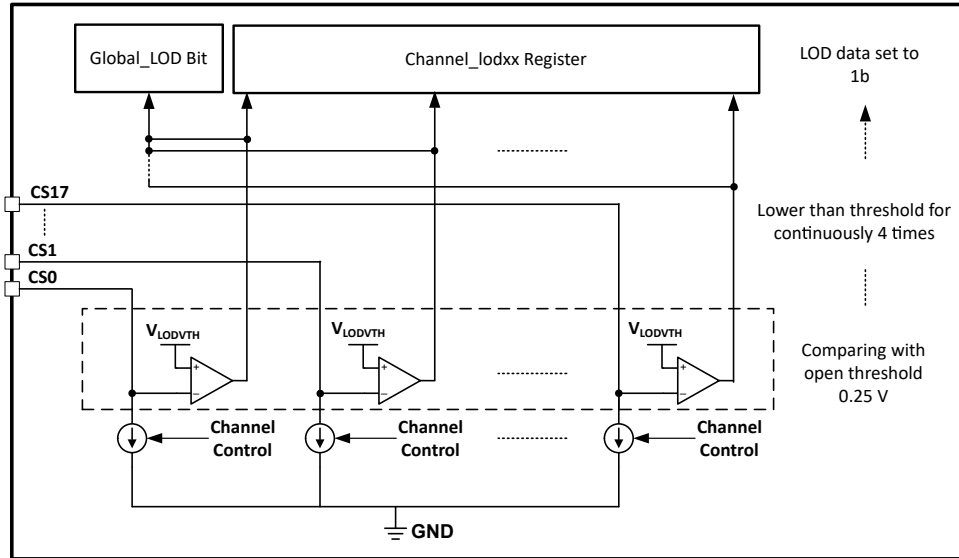 Global_LOD Bit
Channel_lodxx Register
LOD data set to
1b
CS17
Lower than threshold for
continuously 4 times
CS1
CS0
VLODVTH
VLODVTH
VLODVTH
+
−
+
−
+
−
Comparing with
open threshold
0.25 V
Channel
Control
Channel
Control
Channel
Control
GND